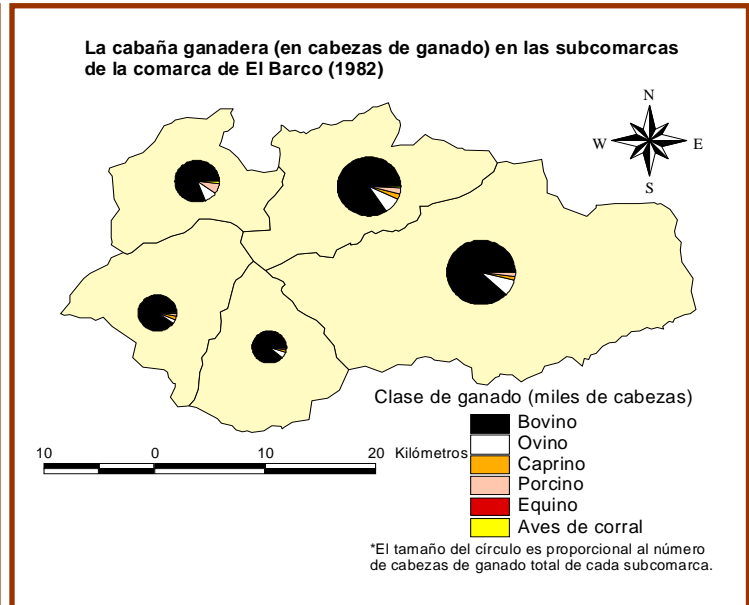 La cabaña ganadera (en cabezas de ganado) en las subcomarcas
de la comarca de El Barco (1982)
N
W
E
S
Clase de ganado (miles de cabezas)
Bovino
Ovino
Caprino
Porcino
Equino
Aves de corral
10 0 10 20 Kilómetros
*El tamaño del círculo es proporcional al número
de cabezas de ganado total de cada subcomarca.